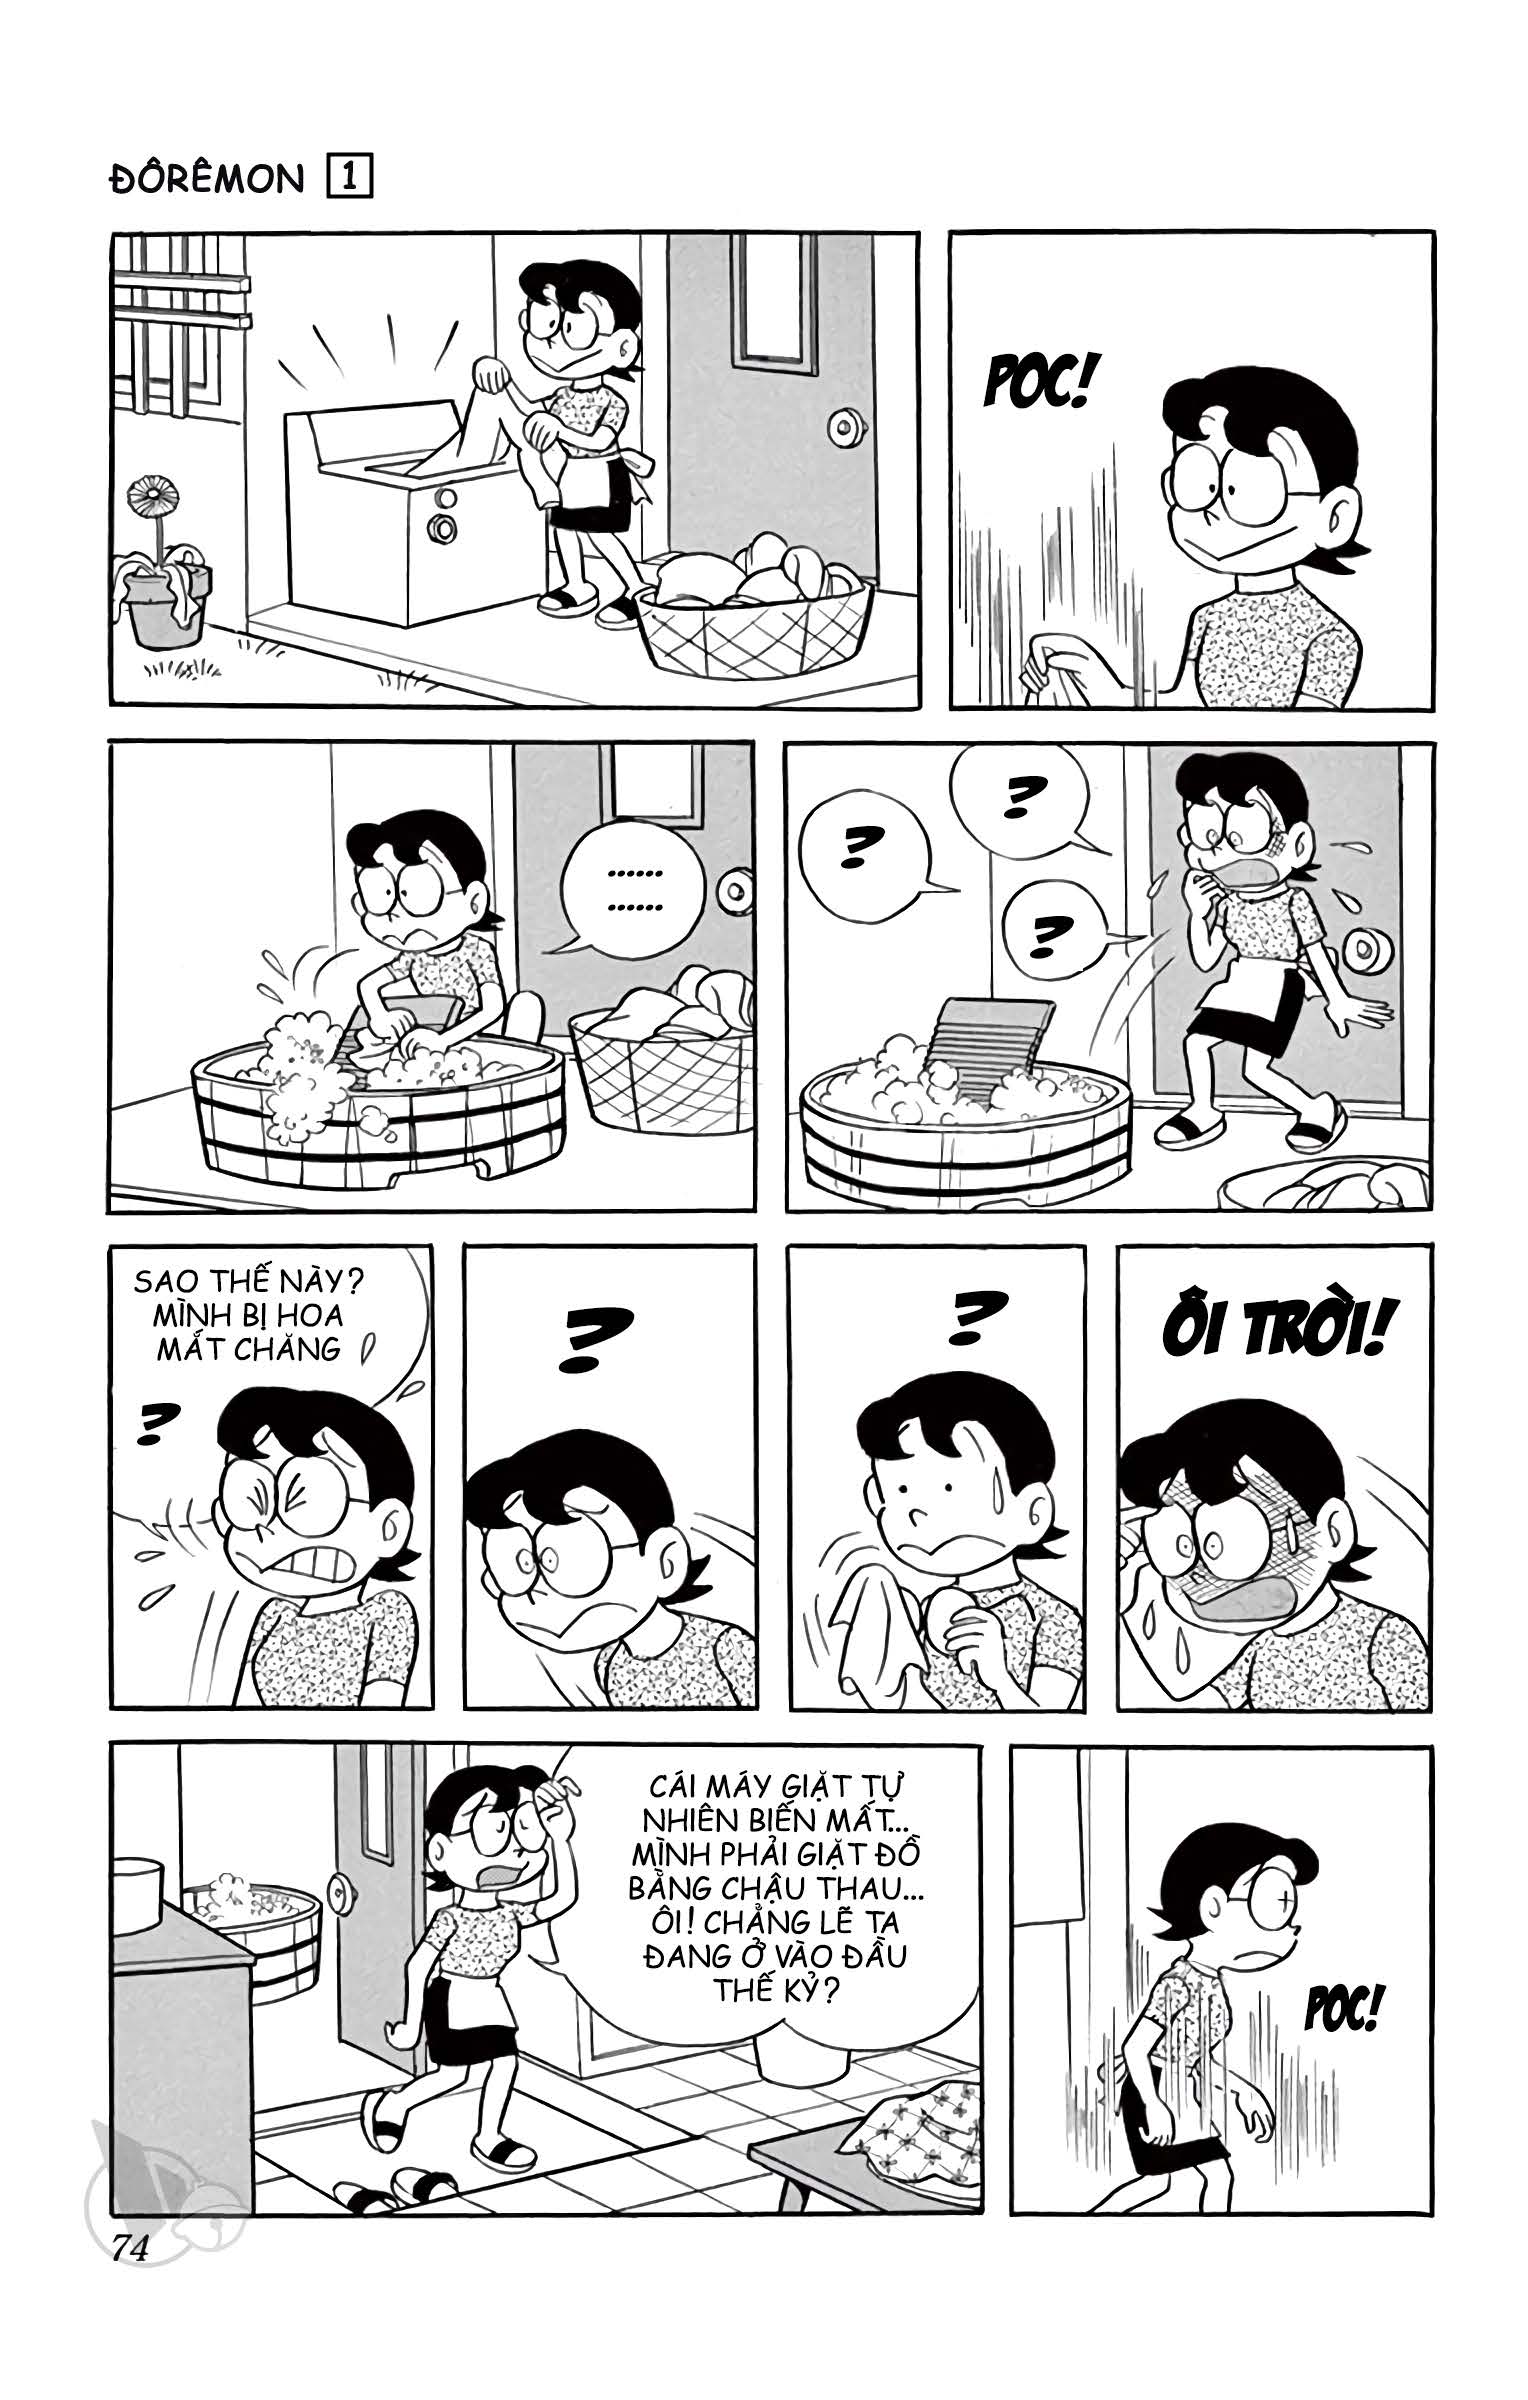 ĐÔRÊMON 1
POC!
......
......
?
?
?
SAO THẾ NÀY?
MÌNH BỊ HOA
MẮT CHĂNG
?
?
?
ÔI TRỜI!
CÁI MÁY GIẶT TỰ
NHIÊN BIẾN MẤT...
MÌNH PHẢI GIẶT ĐỒ
BẰNG CHẬU THAU...
ÔI! CHẲNG LẼ TA
ĐANG Ở VÀO ĐẦU
THẾ KỶ?
POC!
74